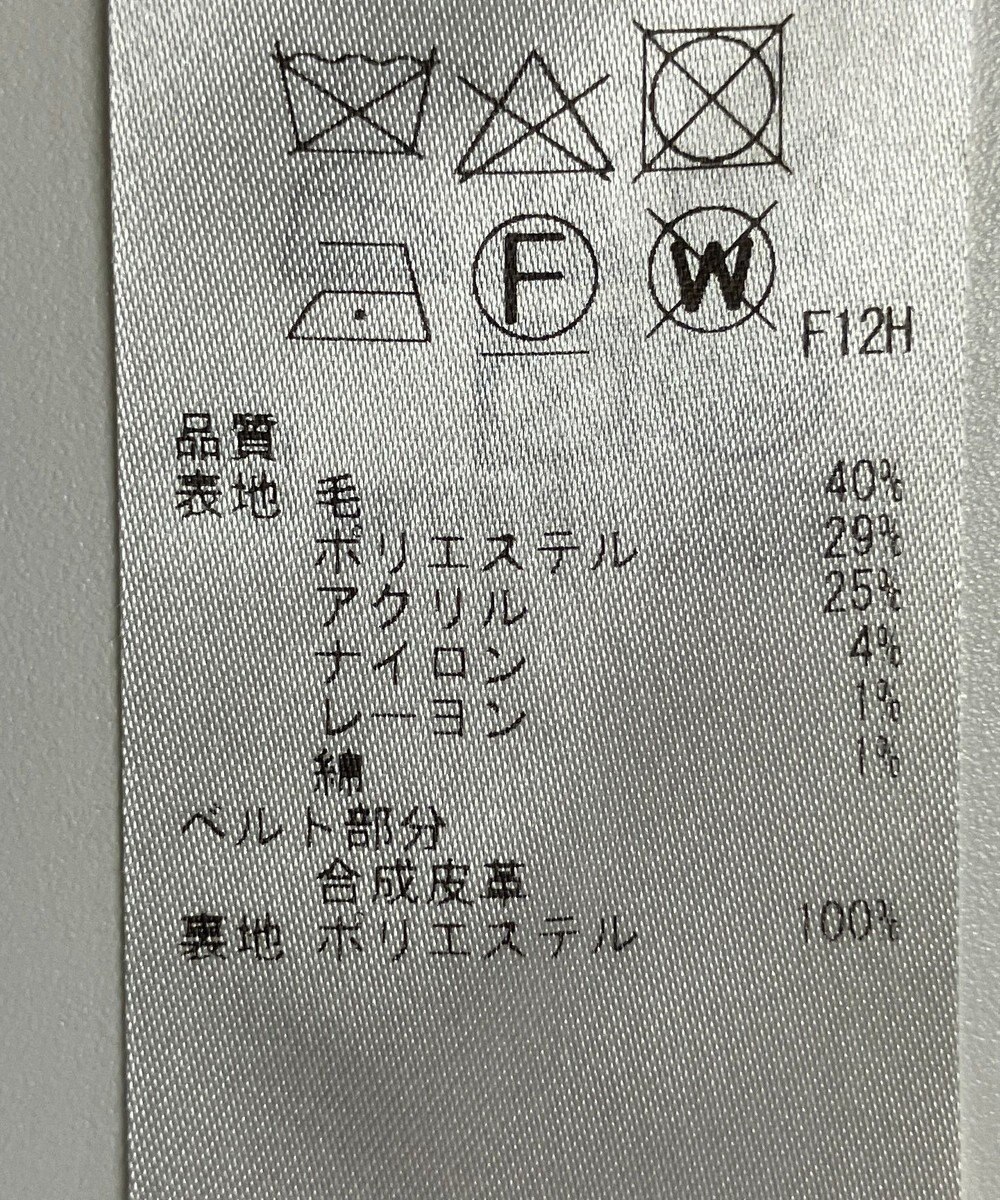 F W F12H
品質
表地 毛 40%
ポリエステル 29%
アクリル 25%
ナイロン 4%
レーヨン 1%
綿 1%
ベルト部分
合成皮革
裏地 ポリエステル 100%